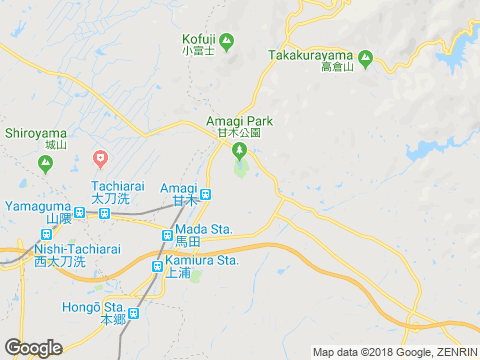 Kofuji
小富士
Takakurayama
高倉山
Amagi Park
甘木公園
Shiroyama
城山
Tachiarai
太刀洗
Amagi
甘木
Yamaguma
山隈
Mada Sta.
馬田
Nishi-Tachiarai
西太刀洗
Kamiura Sta.
上浦
Hongō Sta.
本郷
Google
Map data ©2018 Google, ZENRIN